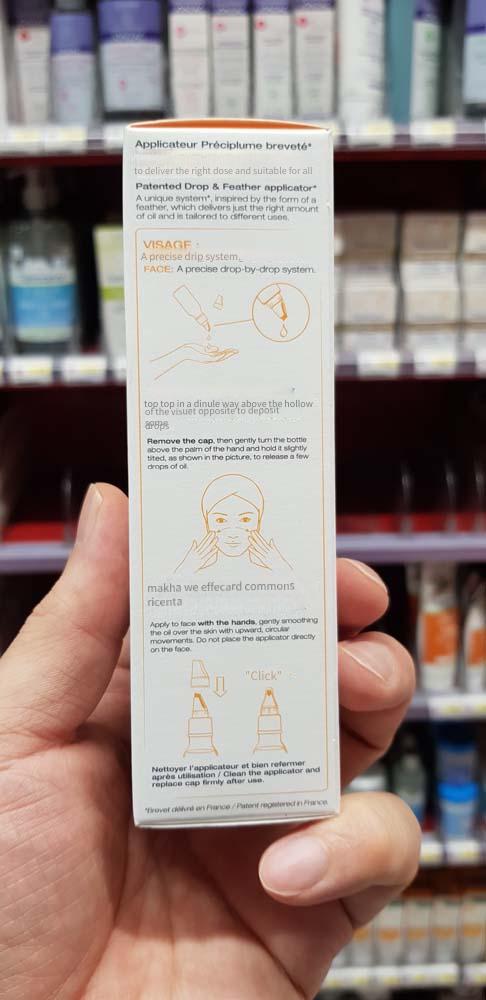 Applicateur Préciplume breveté*
to deliver the right dose and suitable for all
Patented Drop & Feather applicator*
A unique system*, inspired by the form of a
feather, which delivers just the right amount
of oil and is tailored to different uses.
VISAGE :
A precise drip system
FACE: A precise drop-by-drop system.
top top in a dinule way above the hollow
of the visuet opposite to deposit
drops
Remove the cap, then gently turn the bottle
above the palm of the hand and hold it slightly
tilted, as shown in the picture, to release a few
drops of oil.
makha we effecard commons
ricenta
Apply to face with the hands, gently smoothing
the oil over the skin with upward, circular
movements. Do not place the applicator directly
on the face.
"Click"
Nettoyer l'applicateur et bien refermer
après utilisation / Clean the applicator and
replace cap firmly after use.
*Brevet délivré en France / Patent registered in France.